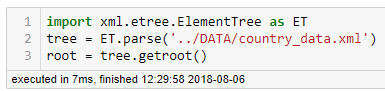 1 import xml.etree.ElementTree as ET
2 tree = ET.parse('../DATA/country_data.xml')
3 root = tree.getroot()
executed in 7ms, finished 12:29:58 2018-08-06